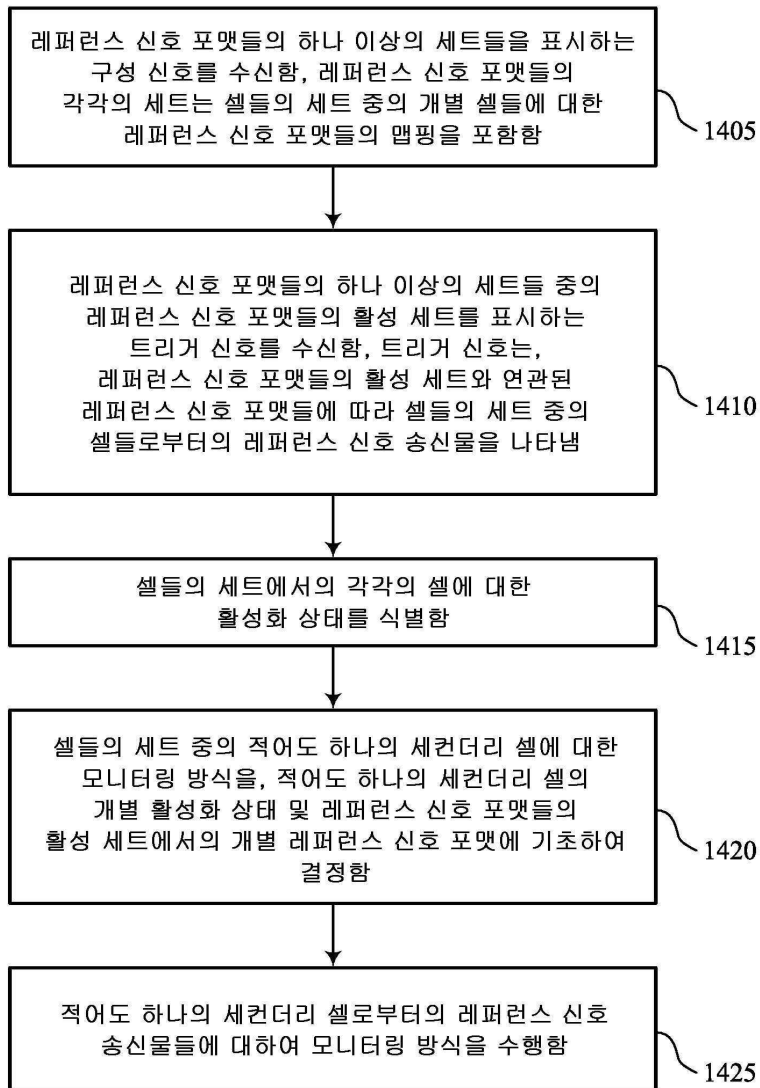 레퍼런스 신호 포맷들의 하나 이상의 세트들을 표시하는
구성 신호를 수신함, 레퍼런스 신호 포맷들의
각각의 세트는 셀들의 세트 중의 개별 셀들에 대한
레퍼런스 신호 포맷들의 맵핑을 포함함
1405
레퍼런스 신호 포맷들의 하나 이상의 세트들 중의
레퍼런스 신호 포맷들의 활성 세트를 표시하는
트리거 신호를 수신함, 트리거 신호는,
레퍼런스 신호 포맷들의 활성 세트와 연관된
레퍼런스 신호 포맷들에 따라 셀들의 세트 중의
셀들로부터의 레퍼런스 신호 송신물을 나타냄
1410
셀들의 세트에서의 각각의 셀에 대한
활성화 상태를 식별함
1415
셀들의 세트 중의 적어도 하나의 세컨더리 셀에 대한
모니터링 방식을, 적어도 하나의 세컨더리 셀의
개별 활성화 상태 및 레퍼런스 신호 포맷들의
활성 세트에서의 개별 레퍼런스 신호 포맷에 기초하여
결정함
1420
적어도 하나의 세컨더리 셀로부터의 레퍼런스 신호
송신물들에 대하여 모니터링 방식을 수행함
1425